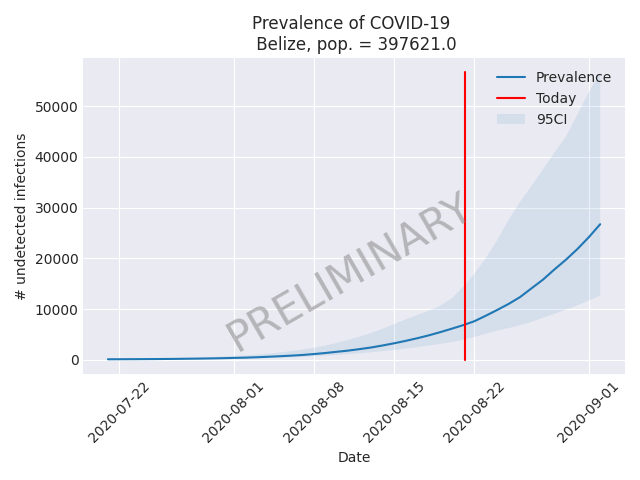 Prevalence of COVID-19
Belize, pop. = 397621.0
Prevalence
Today
95CI
PRELIMINARY
# undetected infections
50000
40000
30000
20000
10000
0
2020-07-22
2020-08-01
2020-08-08
2020-08-15
2020-08-22
2020-09-01
Date